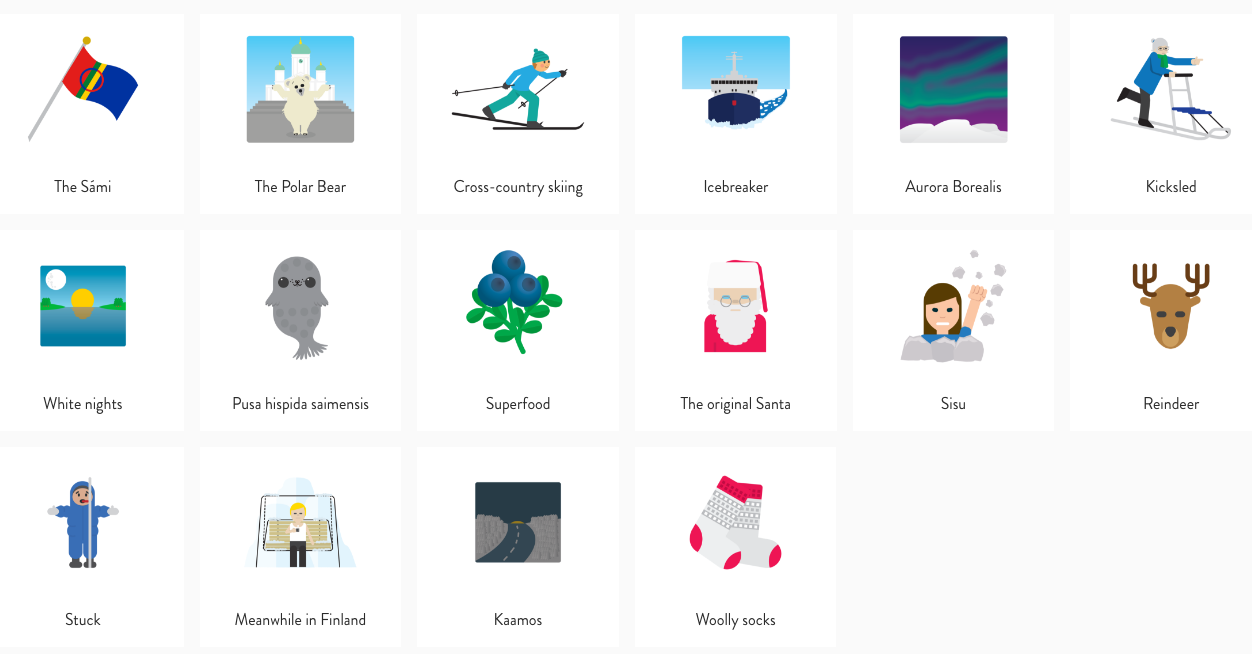 The Sámi
The Polar Bear
Cross-country skiing
Icebreaker
Aurora Borealis
Kicksled
White nights
Pusa hispida saimensis
Superfood
The original Santa
Sisu
Reindeer
Stuck
Meanwhile in Finland
Kaamos
Woolly socks